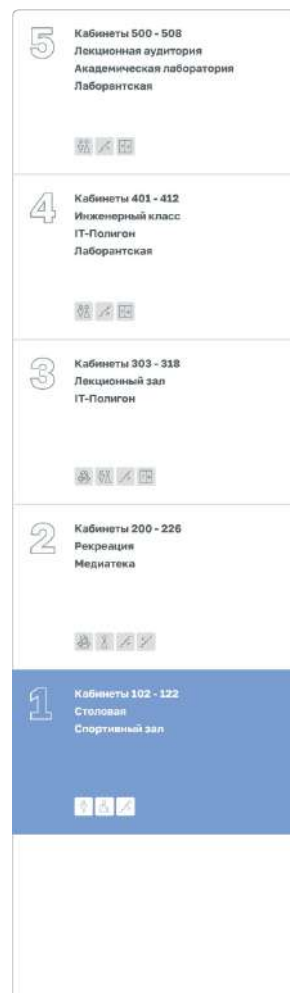 5
Кабинеты 500 - 508
Лекционная аудитория
Академическая лаборатория
Лаборантская
4
Кабинеты 401 - 412
Инженерный класс
IT-Полигон
Лаборантская
3
Кабинеты 303 - 318
Лекционный зал
IT-Полигон
2
Кабинеты 200 - 226
Рекреация
Медиатека
1
Кабинеты 102 - 122
Столовая
Спортивный зал